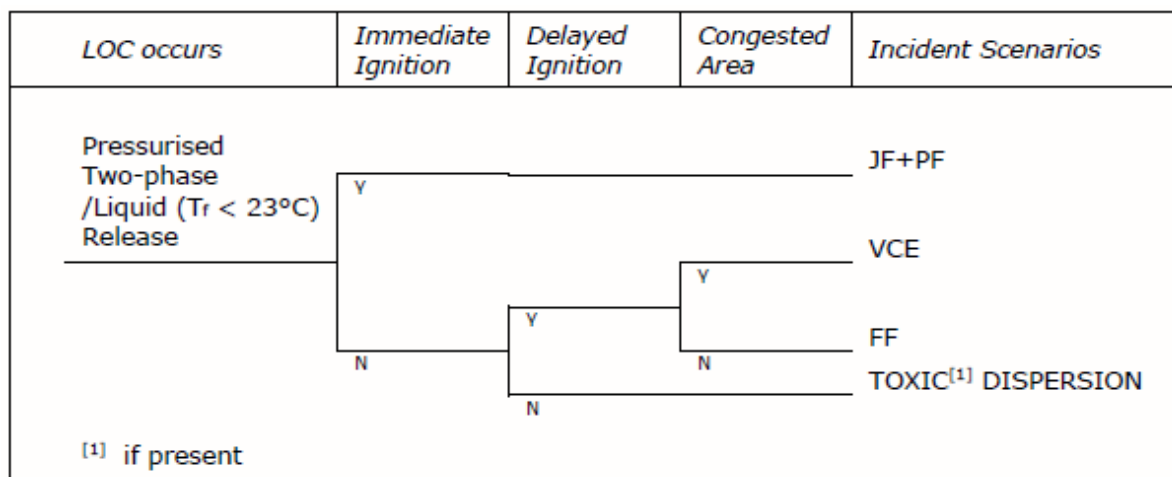 LOC occurs
Immediate
Ignition
Delayed
Ignition
Congested
Area
Incident Scenarios
Pressurised
Two-phase
/Liquid (Tr < 23°C)
Release
Y
JF+PF
VCE
Y
Y
FF
N
N
TOXIC[1] DISPERSION
N
[1] if present